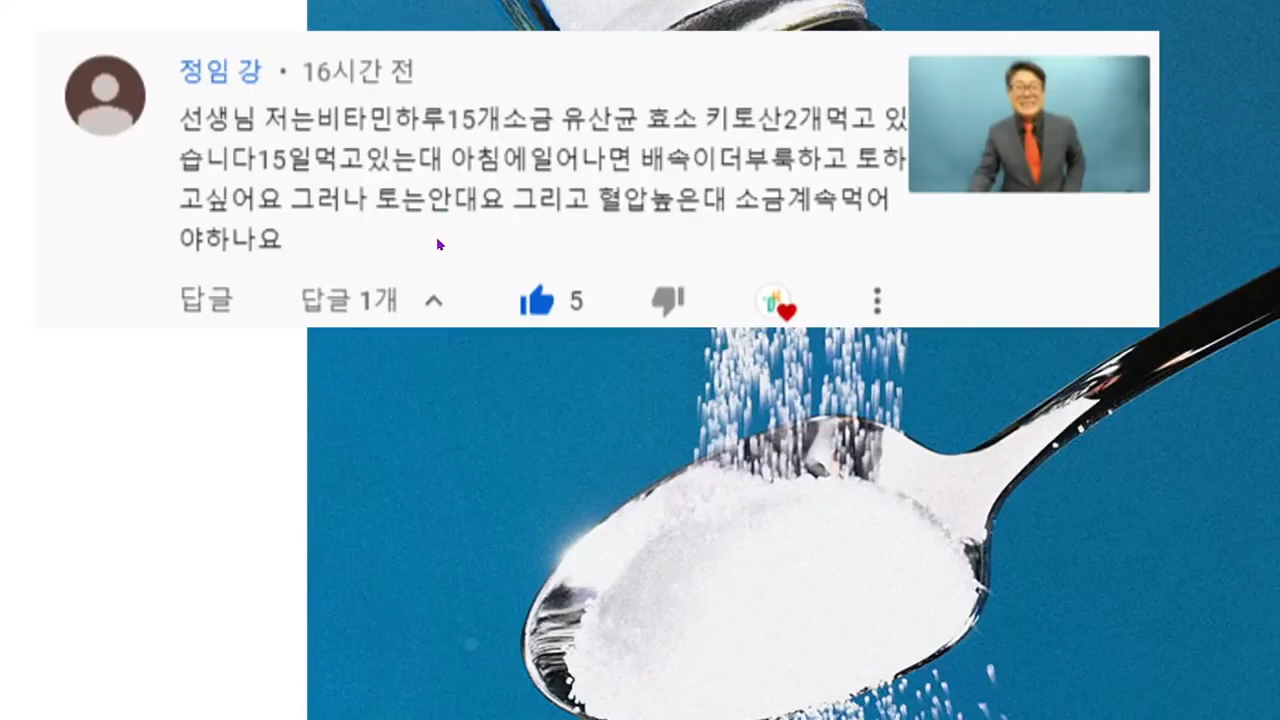 정임 강 • 16시간 전
선생님 저는비타민하루15개소금 유산균 효소 키토산2개먹고 있
습니다15일먹고있는대 아침에일어나면 배속이더부룩하고 토하
고싶어요 그러나 토는안대요 그리고 혈압높은대 소금계속먹어
야하나요
답글 답글 1개 5